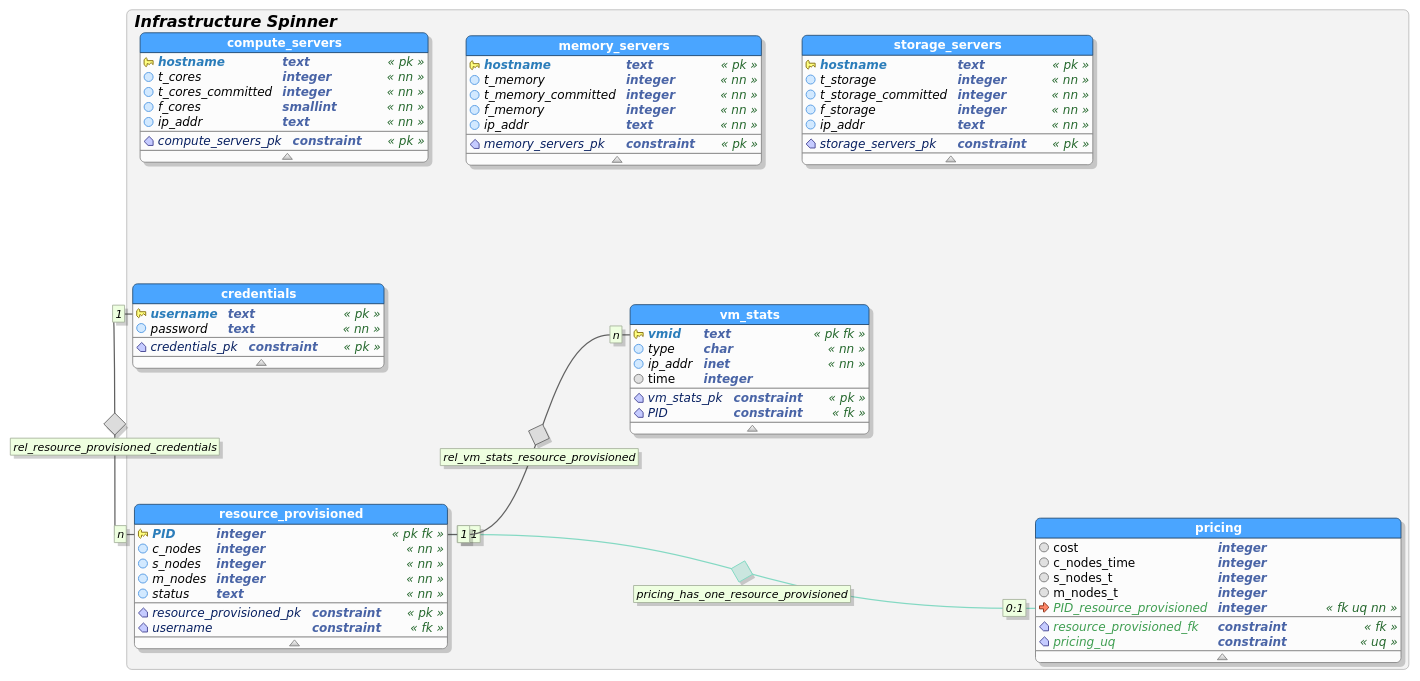 Infrastructure Spinner
compute_servers
hostname text « pk »
t_cores integer « nn »
t_cores_committed integer « nn »
f_cores smallint « nn »
ip_addr text « nn »
compute_servers_pk constraint « pk »
memory_servers
hostname text « pk »
t_memory integer « nn »
t_memory_committed integer « nn »
f_memory integer « nn »
ip_addr text « nn »
memory_servers_pk constraint « pk »
storage_servers
hostname text « pk »
t_storage integer « nn »
t_storage_committed integer « nn »
f_storage integer « nn »
ip_addr text « nn »
storage_servers_pk constraint « pk »
credentials
1
username text « pk »
password text « nn »
credentials_pk constraint « pk »
vm_stats
n
vmid text « pk fk »
type char « nn »
ip_addr inet « nn »
time integer
vm_stats_pk constraint « pk »
PID constraint « fk »
rel_resource_provisioned_credentials
rel_vm_stats_resource_provisioned
resource_provisioned
n
PID integer « pk fk »
c_nodes integer « nn »
s_nodes integer « nn »
m_nodes integer « nn »
status text « nn »
resource_provisioned_pk constraint « pk »
username constraint « fk »
1 1
pricing_has_one_resource_provisioned
0:1
pricing
cost integer
c_nodes_time integer
s_nodes_t integer
m_nodes_t integer
PID_resource_provisioned integer « fk uq nn »
resource_provisioned_fk constraint « fk »
pricing_uq constraint « uq »